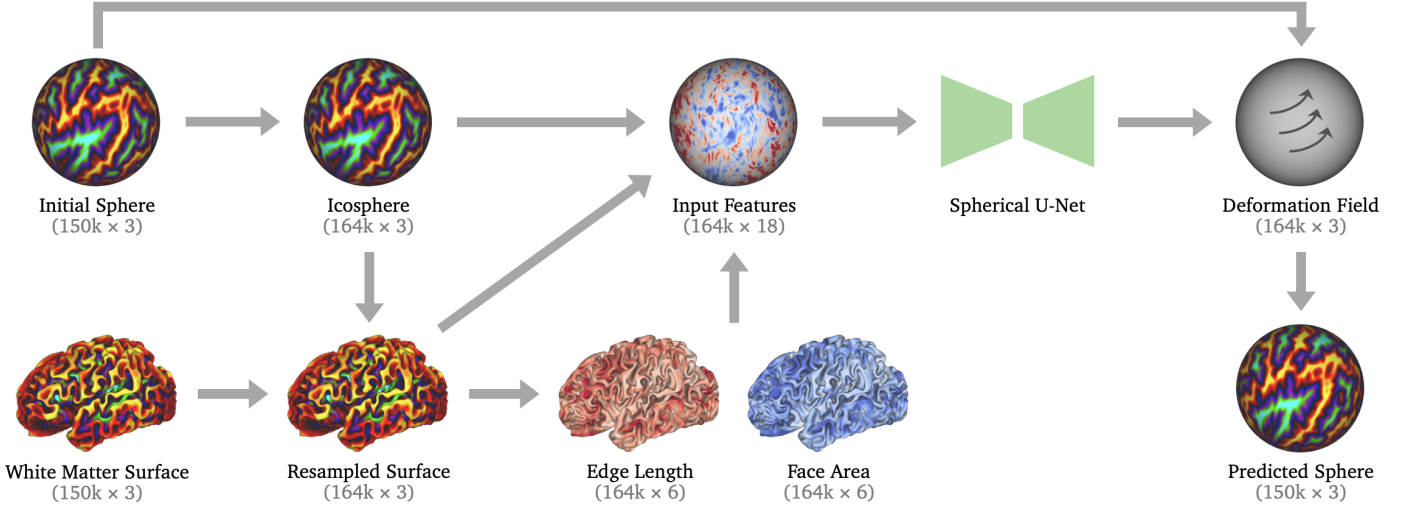 Initial Sphere
(150k × 3)
Icosphere
(164k × 3)
Input Features
(164k × 18)
Spherical U-Net
Deformation Field
(164k × 3)
White Matter Surface
(150k × 3)
Resampled Surface
(164k × 3)
Edge Length
(164k × 6)
Face Area
(164k × 6)
Predicted Sphere
(150k × 3)